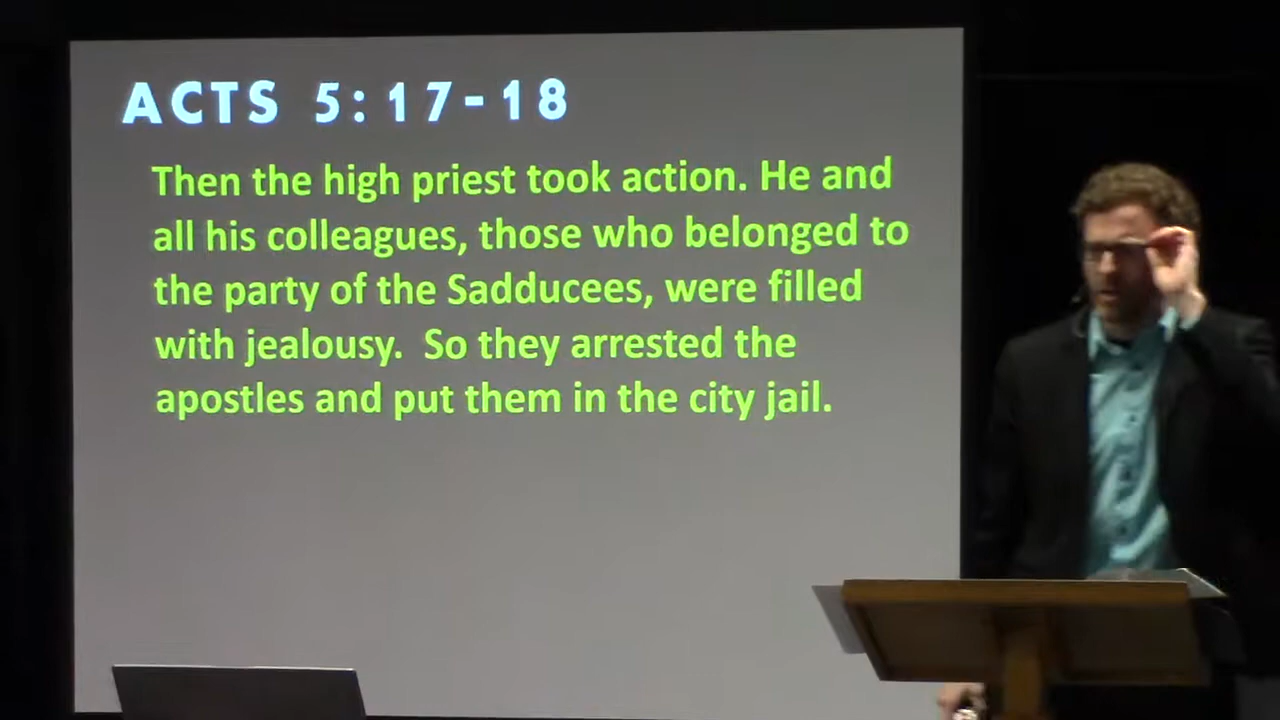 ACTS 5:17-18
Then the high priest took action. He and
all his colleagues, those who belonged to
the party of the Sadducees, were filled
with jealousy.  So they arrested the
apostles and put them in the city jail.